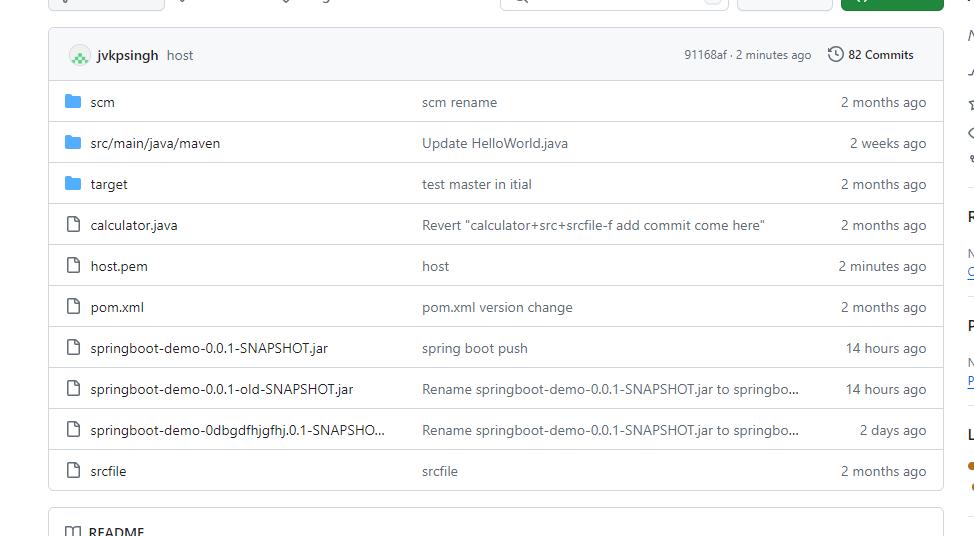 jvkpsingh host 91168af · 2 minutes ago 82 Commits
scm scm rename 2 months ago
src/main/java/maven Update HelloWorld.java 2 weeks ago
target test master in itial 2 months ago
calculator.java Revert "calculator+src+srcfile-f add commit come here" 2 months ago
host.pem host 2 minutes ago
pom.xml pom.xml version change 2 months ago
springboot-demo-0.0.1-SNAPSHOT.jar spring boot push 14 hours ago
springboot-demo-0.0.1-old-SNAPSHOT.jar Rename springboot-demo-0.0.1-SNAPSHOT.jar to springbo... 14 hours ago
springboot-demo-0dbgdfhjgfhj.0.1-SNAPSHO... Rename springboot-demo-0.0.1-SNAPSHOT.jar to springbo... 2 days ago
srcfile srcfile 2 months ago
README